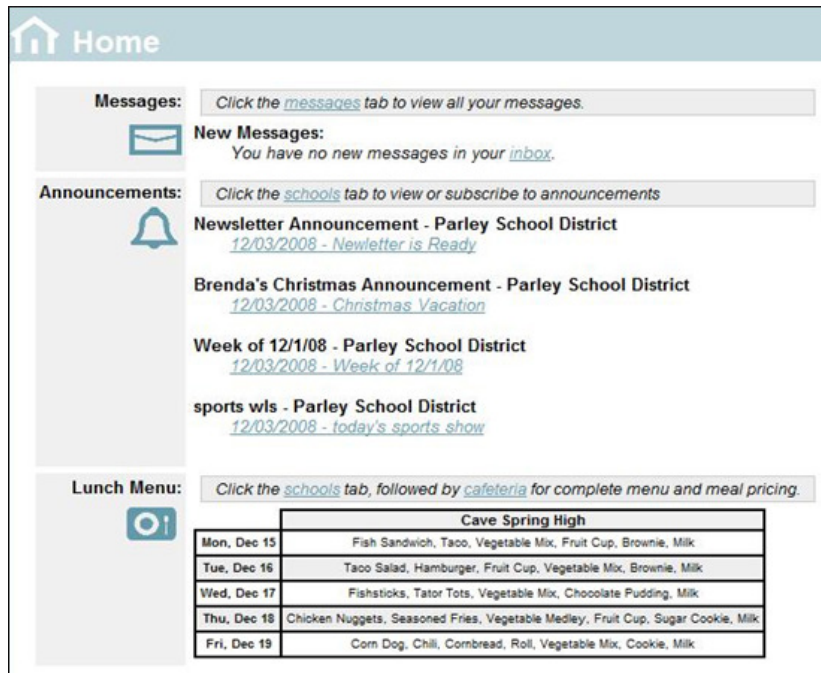 Home
Messages:
Click the messages tab to view all your messages.
New Messages:
You have no new messages in your inbox.
Announcements:
Click the schools tab to view or subscribe to announcements
Newsletter Announcement - Parley School District
12/03/2008 - Newletter is Ready
Brenda's Christmas Announcement - Parley School District
12/03/2008 - Christmas Vacation
Week of 12/1/08 - Parley School District
12/03/2008 - Week of 12/1/08
sports wls - Parley School District
12/03/2008 - today's sports show
Lunch Menu:
Click the schools tab, followed by cafeteria for complete menu and meal pricing.
Cave Spring High
Mon, Dec 15 Fish Sandwich, Taco, Vegetable Mix, Fruit Cup, Brownie, Milk
Tue, Dec 16 Taco Salad, Hamburger, Fruit Cup, Vegetable Mix, Brownie, Milk
Wed, Dec 17 Fishsticks, Tator Tots, Vegetable Mix, Chocolate Pudding, Milk
Thu, Dec 18 Chicken Nuggets, Seasoned Fries, Vegetable Medley, Fruit Cup, Sugar Cookie, Milk
Fri, Dec 19 Corn Dog, Chili, Cornbread, Roll, Vegetable Mix, Cookie, Milk